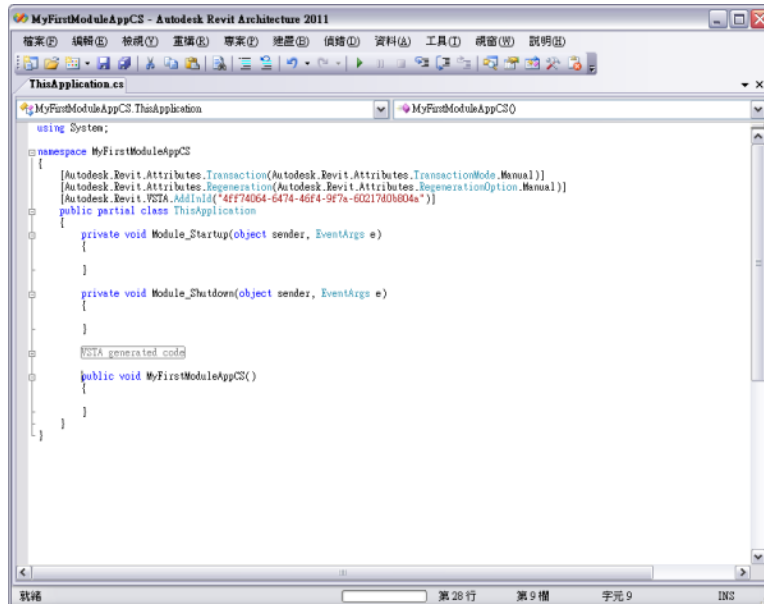 MyFirstModuleAppCS - Autodesk Revit Architecture 2011
檔案(F) 編輯(E) 檢視(V) 重構(R) 專案(P) 建置(B) 偵錯(D) 資料(A) 工具(T) 視窗(W) 說明(H)
ThisApplication.cs
MyFirstModuleAppCS.ThisApplication MyFirstModuleAppCS()
using System;
namespace MyFirstModuleAppCS
{
[Autodesk.Revit.Attributes.Transaction(Autodesk.Revit.Attributes.TransactionMode.Manual)]
[Autodesk.Revit.Attributes.Regeneration(Autodesk.Revit.Attributes.RegenerationOption.Manual)]
[Autodesk.Revit.VSTA.AddInId("4ff74064-6474-46f4-9f7a-60217d0b804a")]
public partial class ThisApplication
{
private void Module_Startup(object sender, EventArgs e)
{
}
private void Module_Shutdown(object sender, EventArgs e)
{
}
VSTA generated code
public void MyFirstModuleAppCS()
{
}
}
}
就緒 第 28 行 第 9 欄 字元 9 INS